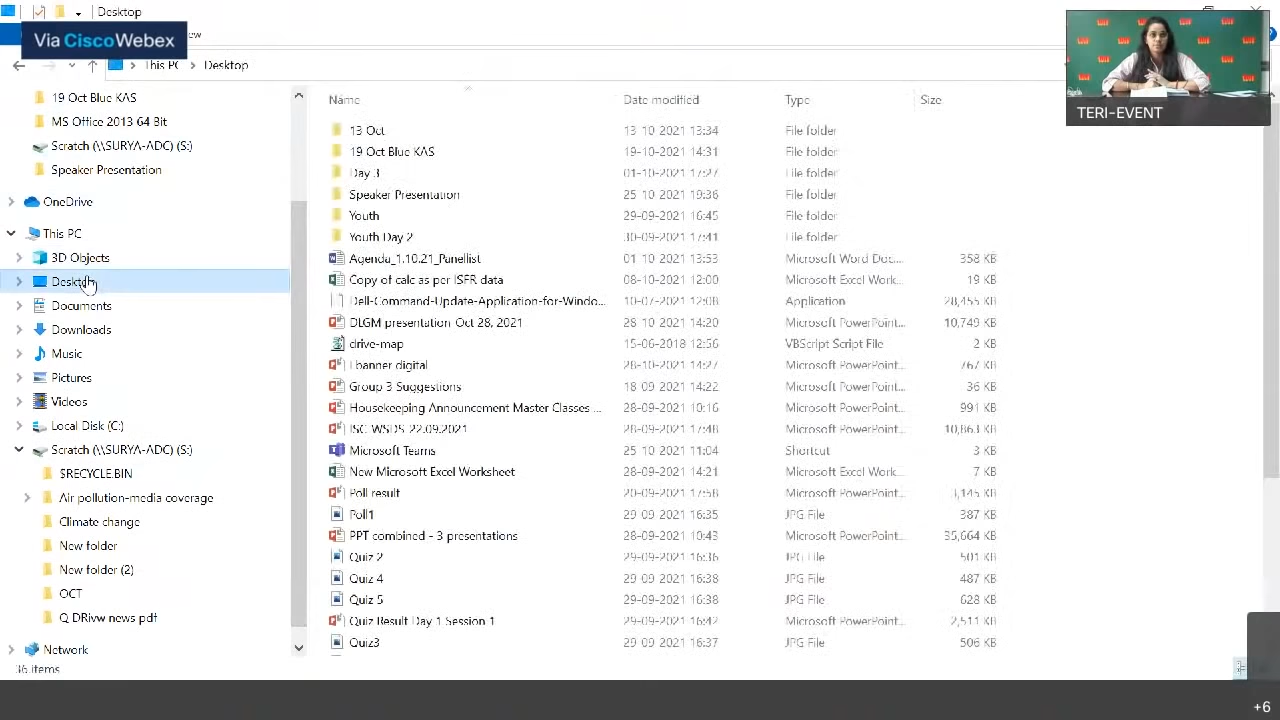 Desktop
Via CiscoWebex
ew
This PC > Desktop
19 Oct Blue KAS
MS Office 2013 64 Bit
Scratch (\\SURYA-ADC) (S:)
Speaker Presentation
OneDrive
This PC
3D Objects
Desktop
Documents
Downloads
Music
Pictures
Videos
Local Disk (C:)
Scratch (\\SURYA-ADC) (S:)
$RECYCLE.BIN
Air pollution-media coverage
Climate change
New folder
New folder (2)
OCT
Q DRivw news pdf
Network
36 items
Name Date modified Type Size
13 Oct 13-10-2021 13:34 File folder
19 Oct Blue KAS 19-10-2021 14:31 File folder
Day 3 01-10-2021 17:27 File folder
Speaker Presentation 25-10-2021 19:36 File folder
Youth 29-09-2021 16:45 File folder
Youth Day 2 30-09-2021 17:41 File folder
Agenda_1.10.21_Panellist 01-10-2021 13:53 Microsoft Word Doc... 358 KB
Copy of calc as per ISFR data 08-10-2021 12:00 Microsoft Excel Work... 19 KB
Dell-Command-Update-Application-for-Windo... 10-07-2021 12:08 Application 28,455 KB
DLGM presentation Oct 28, 2021 28-10-2021 14:20 Microsoft PowerPoint... 10,749 KB
drive-map 15-06-2018 12:56 VBScript Script File 2 KB
banner digital 28-10-2021 14:27 Microsoft PowerPoint... 767 KB
Group 3 Suggestions 18-09-2021 14:22 Microsoft PowerPoint... 36 KB
Housekeeping Announcement Master Classes ... 28-09-2021 10:16 Microsoft PowerPoint... 991 KB
ISC WSDS 22.09.2021 28-09-2021 17:48 Microsoft PowerPoint... 10,863 KB
Microsoft Teams 25-10-2021 11:04 Shortcut 3 KB
New Microsoft Excel Worksheet 28-09-2021 14:21 Microsoft Excel Work... 7 KB
Poll result 20-09-2021 17:58 Microsoft PowerPoint... 3,145 KB
Poll1 29-09-2021 16:35 JPG File 387 KB
PPT combined - 3 presentations 28-09-2021 10:43 Microsoft PowerPoint... 35,664 KB
Quiz 2 29-09-2021 16:36 JPG File 501 KB
Quiz 4 29-09-2021 16:38 JPG File 487 KB
Quiz 5 29-09-2021 16:38 JPG File 628 KB
Quiz Result Day 1 Session 1 29-09-2021 16:42 Microsoft PowerPoint... 2,511 KB
Quiz3 29-09-2021 16:37 JPG File 506 KB
TERI-EVENT
+6